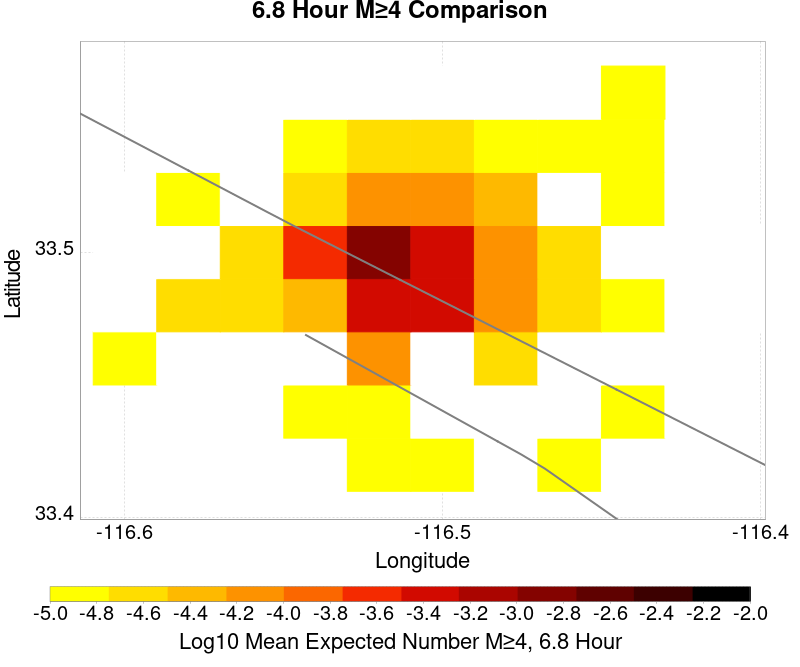 6.8 Hour M≥4 Comparison
Latitude
33.5
33.4
-116.6 -116.5 -116.4
Longitude
-5.0 -4.8 -4.6 -4.4 -4.2 -4.0 -3.8 -3.6 -3.4 -3.2 -3.0 -2.8 -2.6 -2.4 -2.2 -2.0
Log10 Mean Expected Number M≥4, 6.8 Hour